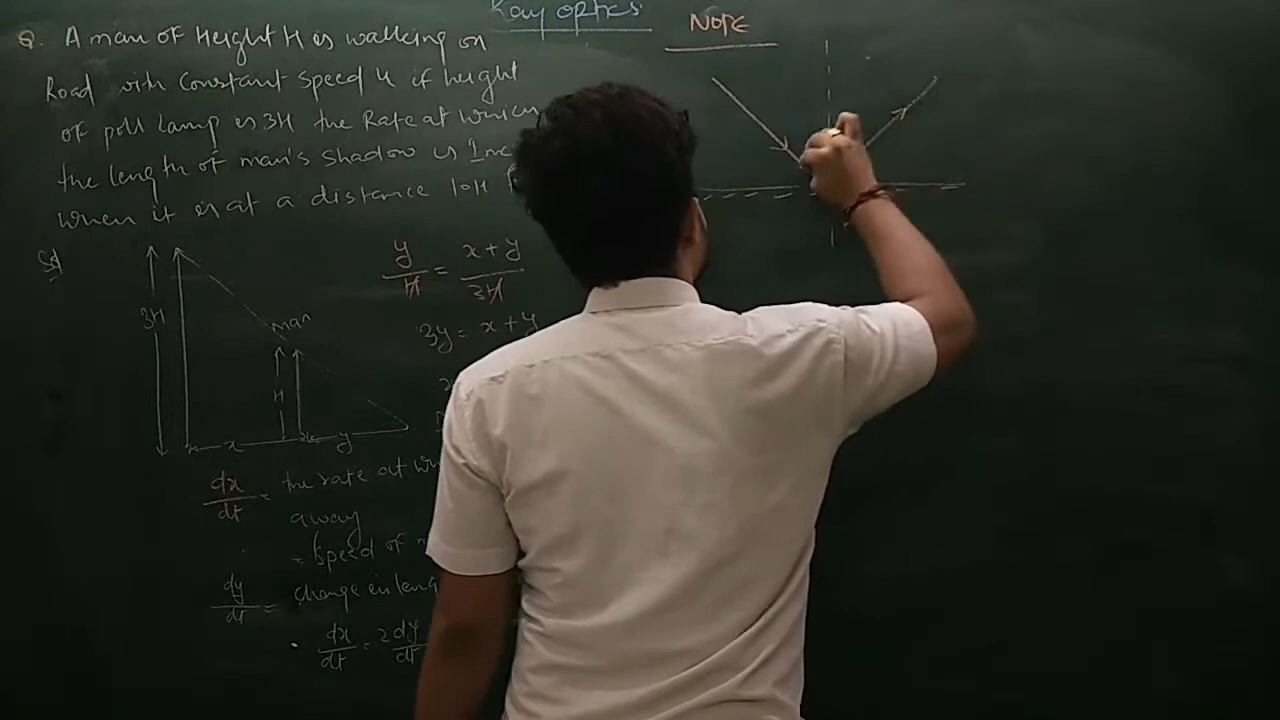 Ray optics
NOTE
Q. A man of Height H is walking on
Road with constant speed u if height
of poll Lamp is 3H the Rate at which
the length of man's shadow is Inc
when it is at a distance 10H
Sol
3H
man
H
x
y
y/H = x+y/3H
3y = x+y
dx/dt = the rate at wh
away
= speed of
dy/dt = change in leng
dx/dt = 2 dy/dt